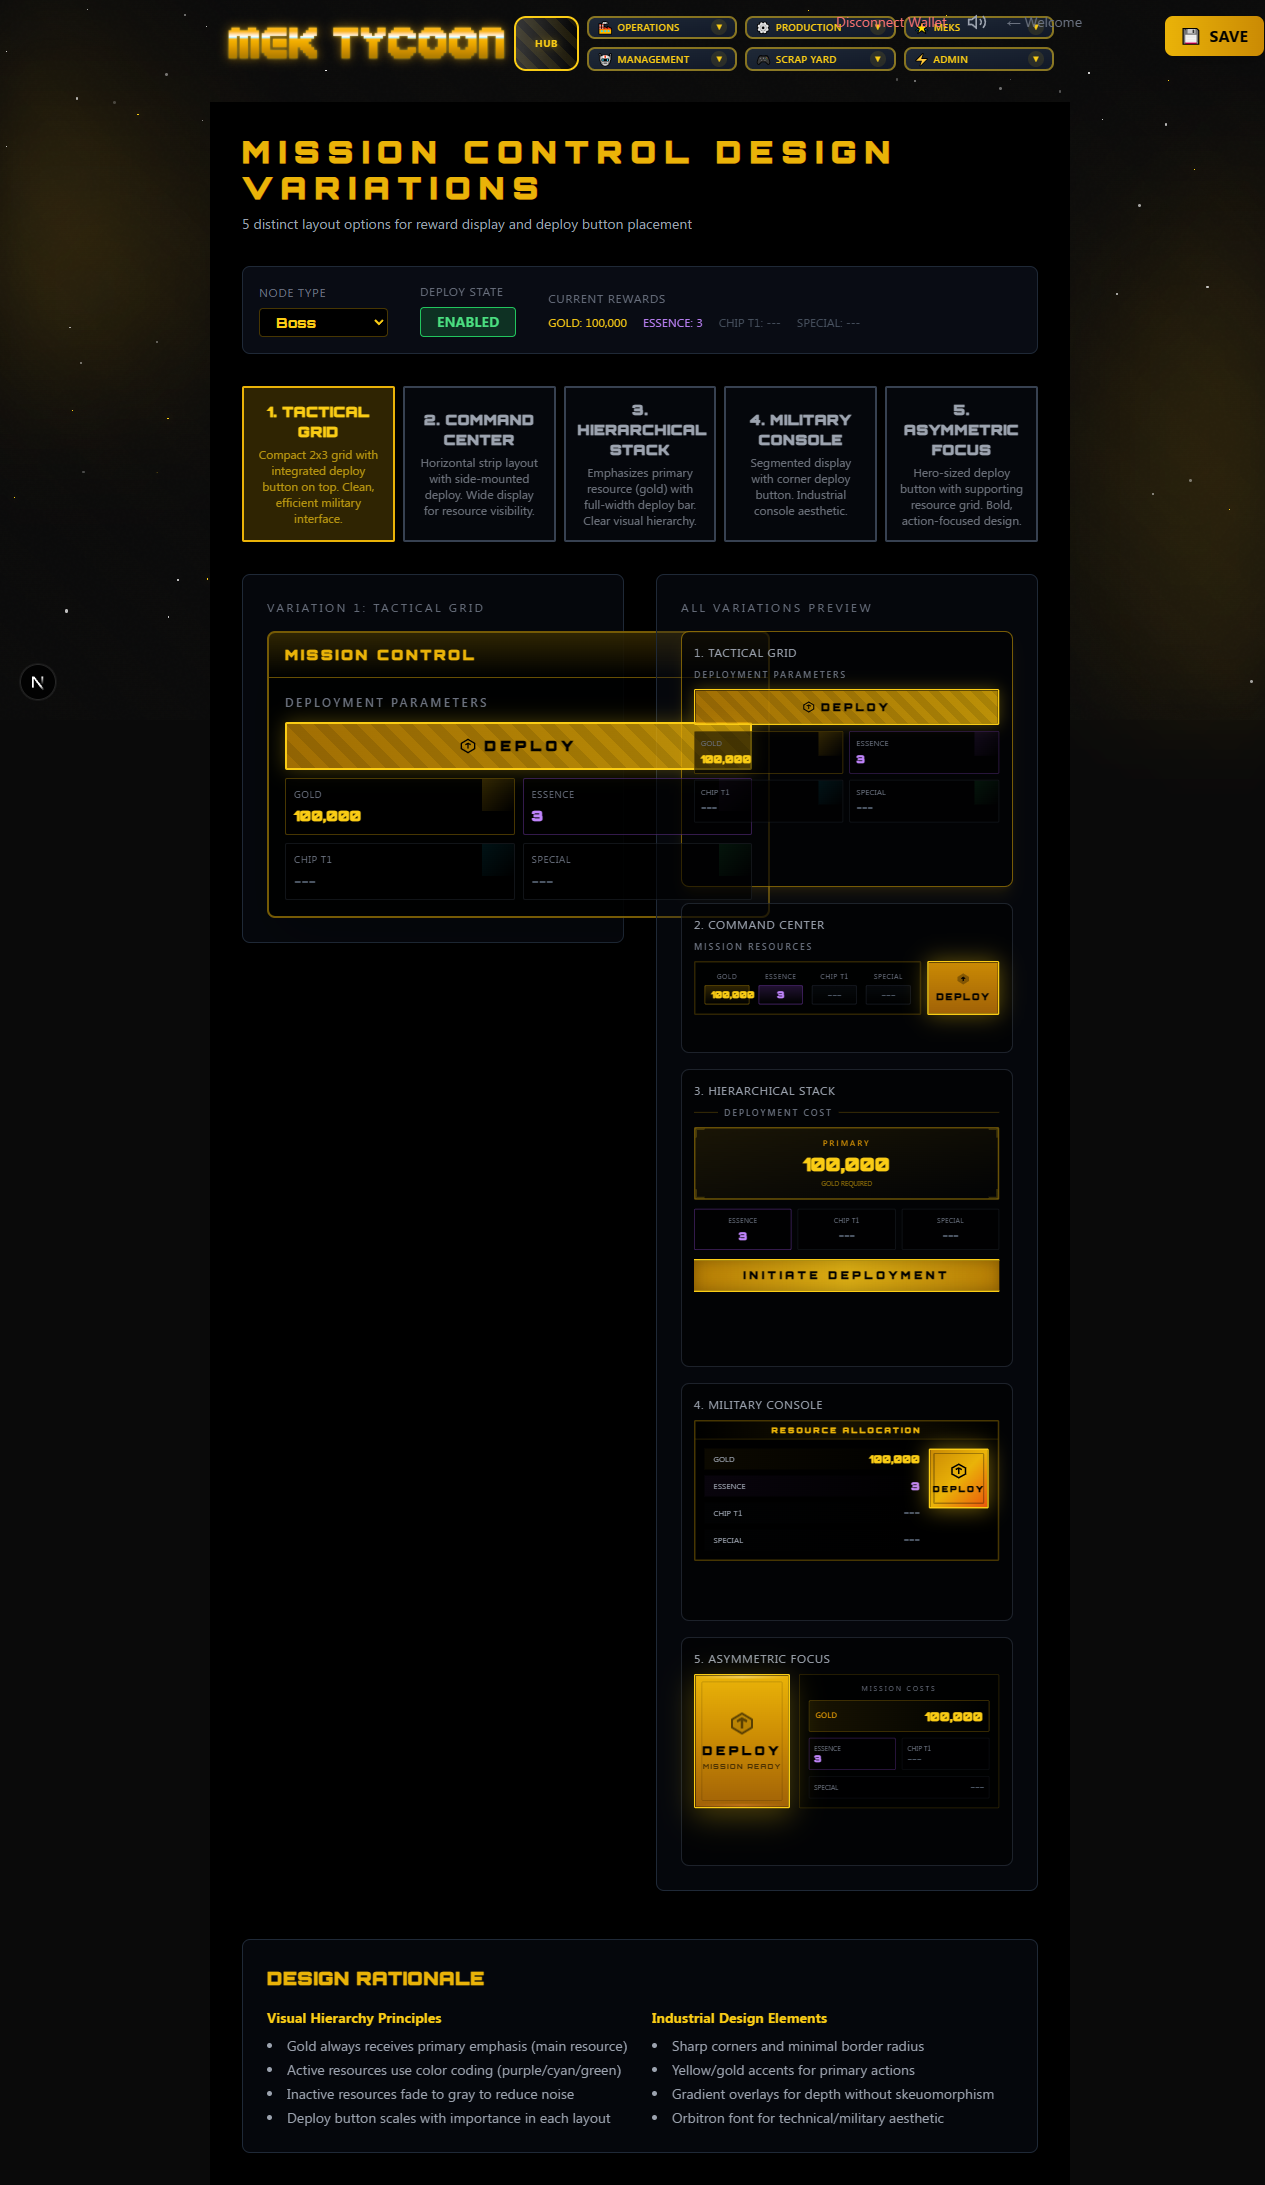 MEK TYCOON
HUB
OPERATIONS
PRODUCTION
MEKS
Disconnect Wallet
← Welcome
SAVE
MANAGEMENT
SCRAP YARD
ADMIN
MISSION CONTROL DESIGN
VARIATIONS
5 distinct layout options for reward display and deploy button placement
NODE TYPE
Boss
DEPLOY STATE
ENABLED
CURRENT REWARDS
GOLD: 100,000 ESSENCE: 3 CHIP T1: --- SPECIAL: ---
1. TACTICAL
GRID
Compact 2x3 grid with
integrated deploy
button on top. Clean,
efficient military
interface.
2. COMMAND
CENTER
Horizontal strip layout
with side-mounted
deploy. Wide display
for resource visibility.
3.
HIERARCHICAL
STACK
Emphasizes primary
resource (gold) with
full-width deploy bar.
Clear visual hierarchy.
4. MILITARY
CONSOLE
Segmented display
with corner deploy
button. Industrial
console aesthetic.
5.
ASYMMETRIC
FOCUS
Hero-sized deploy
button with supporting
resource grid. Bold,
action-focused design.
VARIATION 1: TACTICAL GRID
MISSION CONTROL
DEPLOYMENT PARAMETERS
DEPLOY
GOLD
100,000
ESSENCE
3
CHIP T1
---
SPECIAL
---
ALL VARIATIONS PREVIEW
1. TACTICAL GRID
DEPLOYMENT PARAMETERS
DEPLOY
GOLD
100,000
ESSENCE
3
CHIP T1
---
SPECIAL
---
2. COMMAND CENTER
MISSION RESOURCES
GOLD ESSENCE CHIP T1 SPECIAL
100,000 3 --- ---
DEPLOY
3. HIERARCHICAL STACK
DEPLOYMENT COST
PRIMARY
100,000
GOLD REQUIRED
ESSENCE CHIP T1 SPECIAL
3 --- ---
INITIATE DEPLOYMENT
4. MILITARY CONSOLE
RESOURCE ALLOCATION
GOLD 100,000
ESSENCE 3
CHIP T1 ---
SPECIAL ---
DEPLOY
5. ASYMMETRIC FOCUS
DEPLOY
MISSION READY
MISSION COSTS
GOLD 100,000
ESSENCE
3
CHIP T1
---
SPECIAL ---
N
DESIGN RATIONALE
Visual Hierarchy Principles
• Gold always receives primary emphasis (main resource)
• Active resources use color coding (purple/cyan/green)
• Inactive resources fade to gray to reduce noise
• Deploy button scales with importance in each layout
Industrial Design Elements
• Sharp corners and minimal border radius
• Yellow/gold accents for primary actions
• Gradient overlays for depth without skeuomorphism
• Orbitron font for technical/military aesthetic